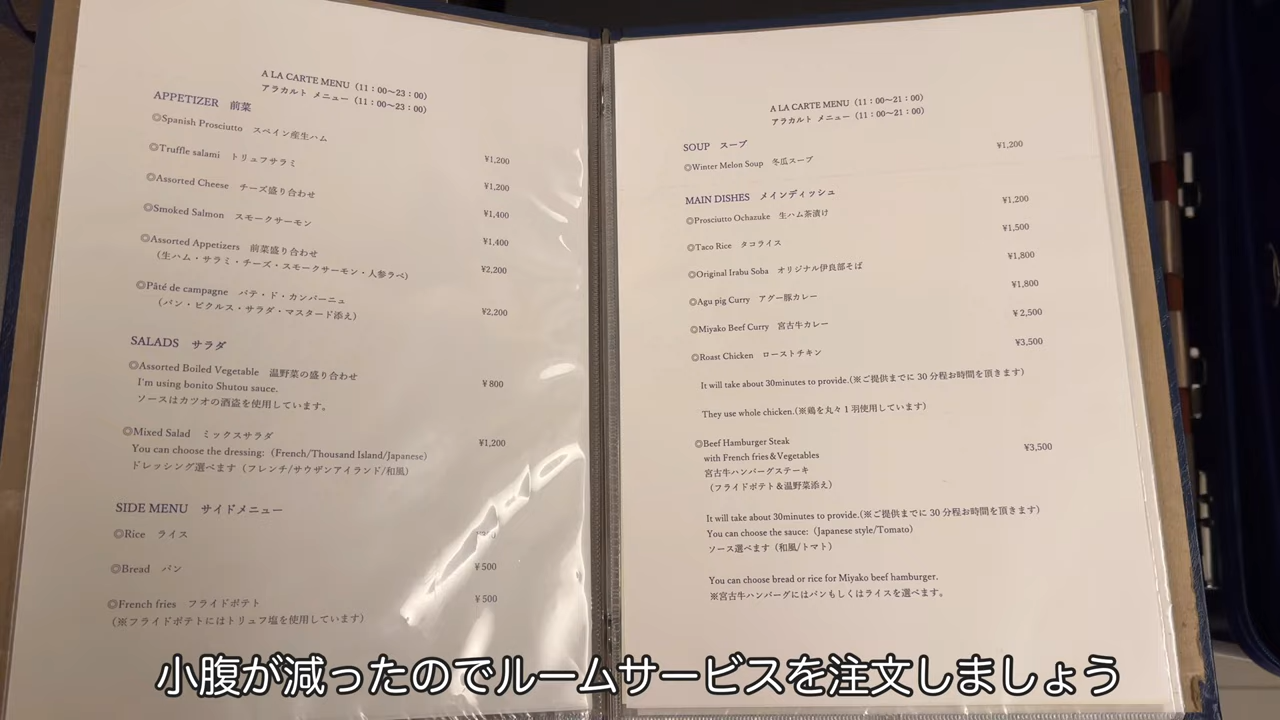 A LA CARTE MENU（11：00～23：00）
アラカルト メニュー（11：00～23：00）
APPETIZER 前菜
◎Spanish Prosciutto スペイン産生ハム ¥1,200
◎Truffle salami トリュフサラミ ¥1,200
◎Assorted Cheese チーズ盛り合わせ ¥1,400
◎Smoked Salmon スモークサーモン ¥1,400
◎Assorted Appetizers 前菜盛り合わせ ¥2,200
（生ハム・サラミ・チーズ・スモークサーモン・人参ラペ）
◎Pâté de campagne パテ・ド・カンパーニュ ¥2,200
（パン・ピクルス・サラダ・マスタード添え）
SALADS サラダ
◎Assorted Boiled Vegetable 温野菜の盛り合わせ ¥800
I'm using bonito Shutou sauce.
ソースはカツオの酒盗を使用しています。
◎Mixed Salad ミックスサラダ ¥1,200
You can choose the dressing:（French/Thousand Island/Japanese）
ドレッシング選べます（フレンチ/サウザンアイランド/和風）
SIDE MENU サイドメニュー
◎Rice ライス
◎Bread パン ¥500
◎French fries フライドポテト ¥500
（※フライドポテトにはトリュフ塩を使用しています）
A LA CARTE MENU（11：00～21：00）
アラカルト メニュー（11：00～21：00）
SOUP スープ
◎Winter Melon Soup 冬瓜スープ ¥1,200
MAIN DISHES メインディッシュ
◎Prosciutto Ochazuke 生ハム茶漬け ¥1,200
◎Taco Rice タコライス ¥1,500
◎Original Irabu Soba オリジナル伊良部そば ¥1,800
◎Agu pig Curry アグー豚カレー ¥1,800
◎Miyako Beef Curry 宮古牛カレー ¥2,500
◎Roast Chicken ローストチキン ¥3,500
It will take about 30minutes to provide.(※ご提供までに 30 分程お時間を頂きます）
They use whole chicken.(※鶏を丸々 1 羽使用しています）
◎Beef Hamburger Steak
with French fries＆Vegetables ¥3,500
宮古牛ハンバーグステーキ
（フライドポテト＆温野菜添え）
It will take about 30minutes to provide.(※ご提供までに 30 分程お時間を頂きます）
You can choose the sauce:（Japanese style/Tomato）
ソース選べます（和風/トマト）
You can choose bread or rice for Miyako beef hamburger.
※宮古牛ハンバーグにはパンもしくはライスを選べます。
小腹が減ったのでルームサービスを注文しましょう